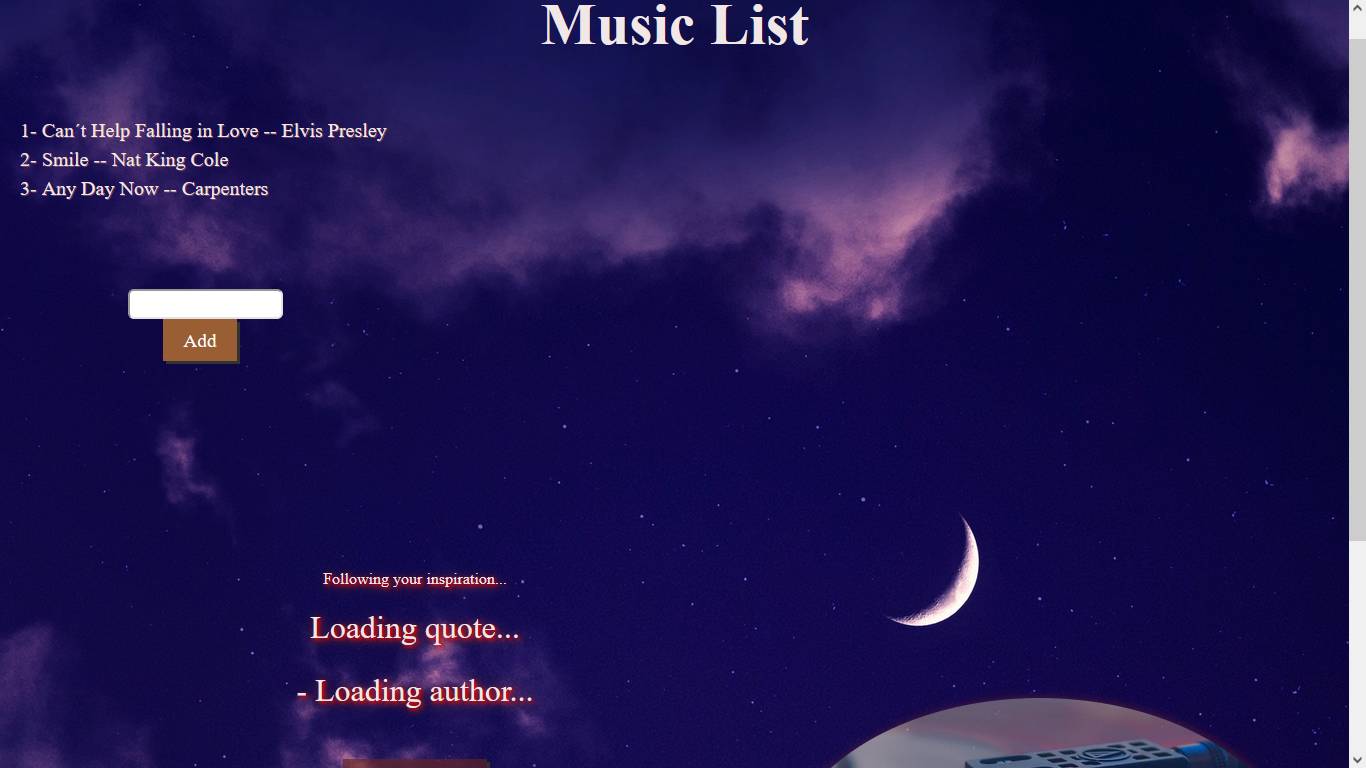 Music List
1- Can´t Help Falling in Love -- Elvis Presley
2- Smile -- Nat King Cole
3- Any Day Now -- Carpenters
Add
Following your inspiration...
Loading quote...
- Loading author...